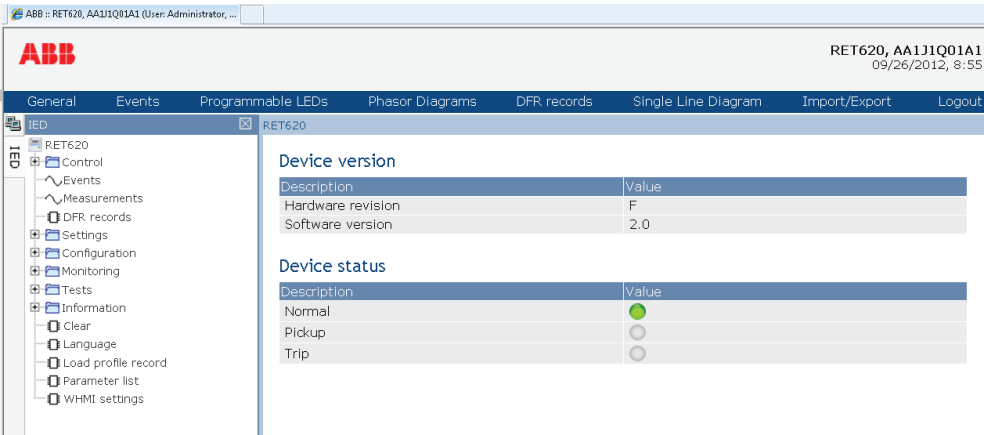 ABB :: RET620, AA1J1Q01A1 (User: Administrator, ...
ABB
RET620, AA1J1Q01A1
09/26/2012, 8:55
General Events Programmable LEDs Phasor Diagrams DFR records Single Line Diagram Import/Export Logout
IED
IED
RET620
Control
Events
Measurements
DFR records
Settings
Configuration
Monitoring
Tests
Information
Clear
Language
Load profile record
Parameter list
WHMI settings
RET620
Device version
Description Value
Hardware revision F
Software version 2.0
Device status
Description Value
Normal
Pickup
Trip